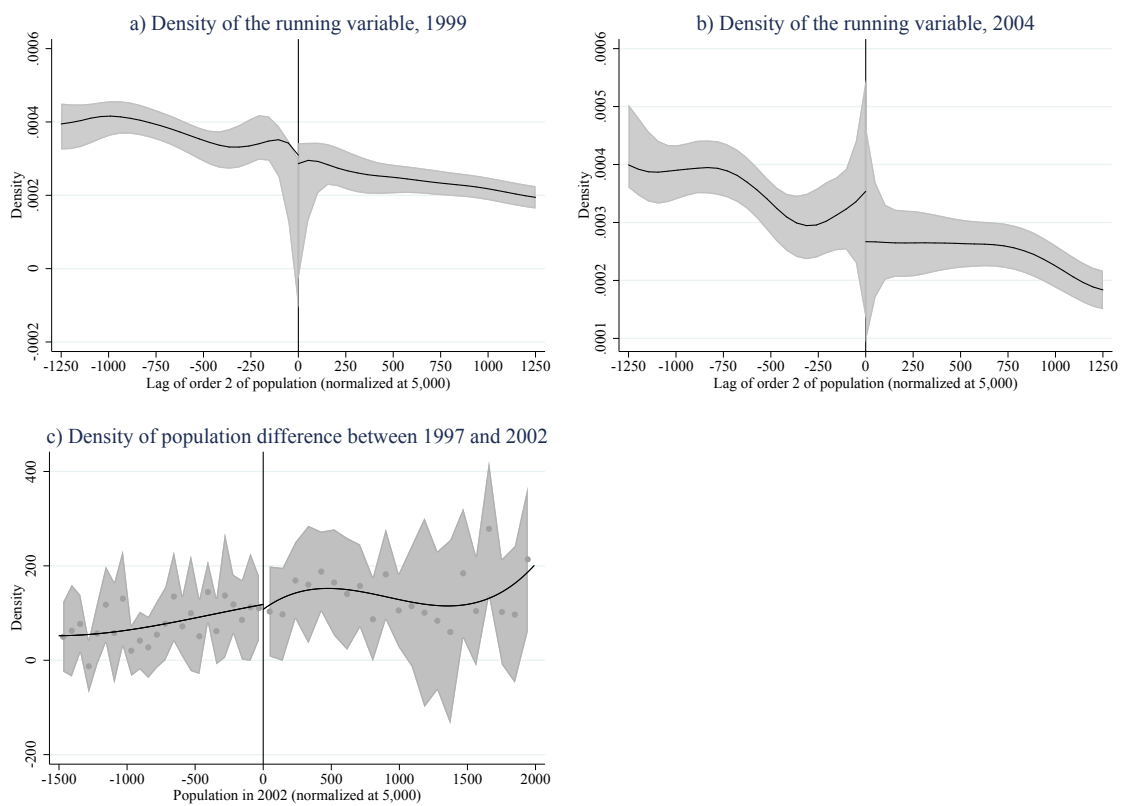 a) Density of the running variable, 1999
.0006
.0004
.0002
0
-.0002
Density
-1250 -1000 -750 -500 -250 0 250 500 750 1000 1250
Lag of order 2 of population (normalized at 5,000)
b) Density of the running variable, 2004
.0006
.0005
.0004
.0003
.0002
.0001
Density
-1250 -1000 -750 -500 -250 0 250 500 750 1000 1250
Lag of order 2 of population (normalized at 5,000)
c) Density of population difference between 1997 and 2002
400
200
0
-200
Density
-1500 -1000 -500 0 500 1000 1500 2000
Population in 2002 (normalized at 5,000)